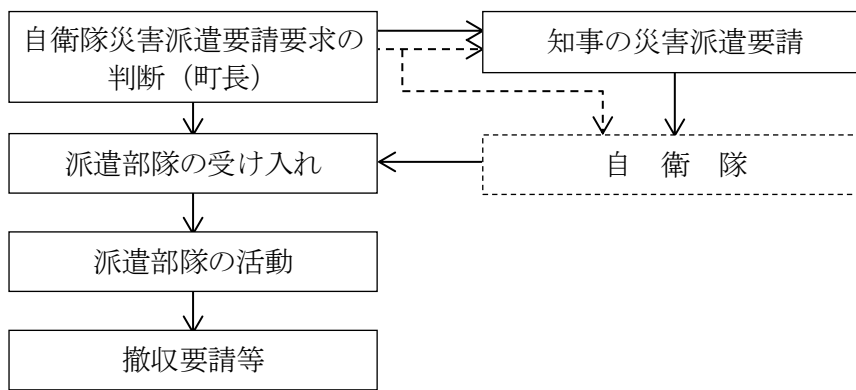 自衛隊災害派遣要請要求の
判断（町長）
知事の災害派遣要請
派遣部隊の受け入れ
自　衛　隊
派遣部隊の活動
撤収要請等